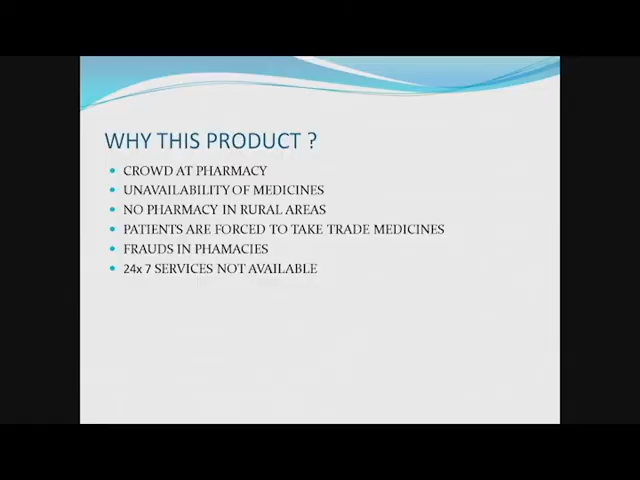 WHY THIS PRODUCT ?
• CROWD AT PHARMACY
• UNAVAILABILITY OF MEDICINES
• NO PHARMACY IN RURAL AREAS
• PATIENTS ARE FORCED TO TAKE TRADE MEDICINES
• FRAUDS IN PHAMACIES
• 24x 7 SERVICES NOT AVAILABLE